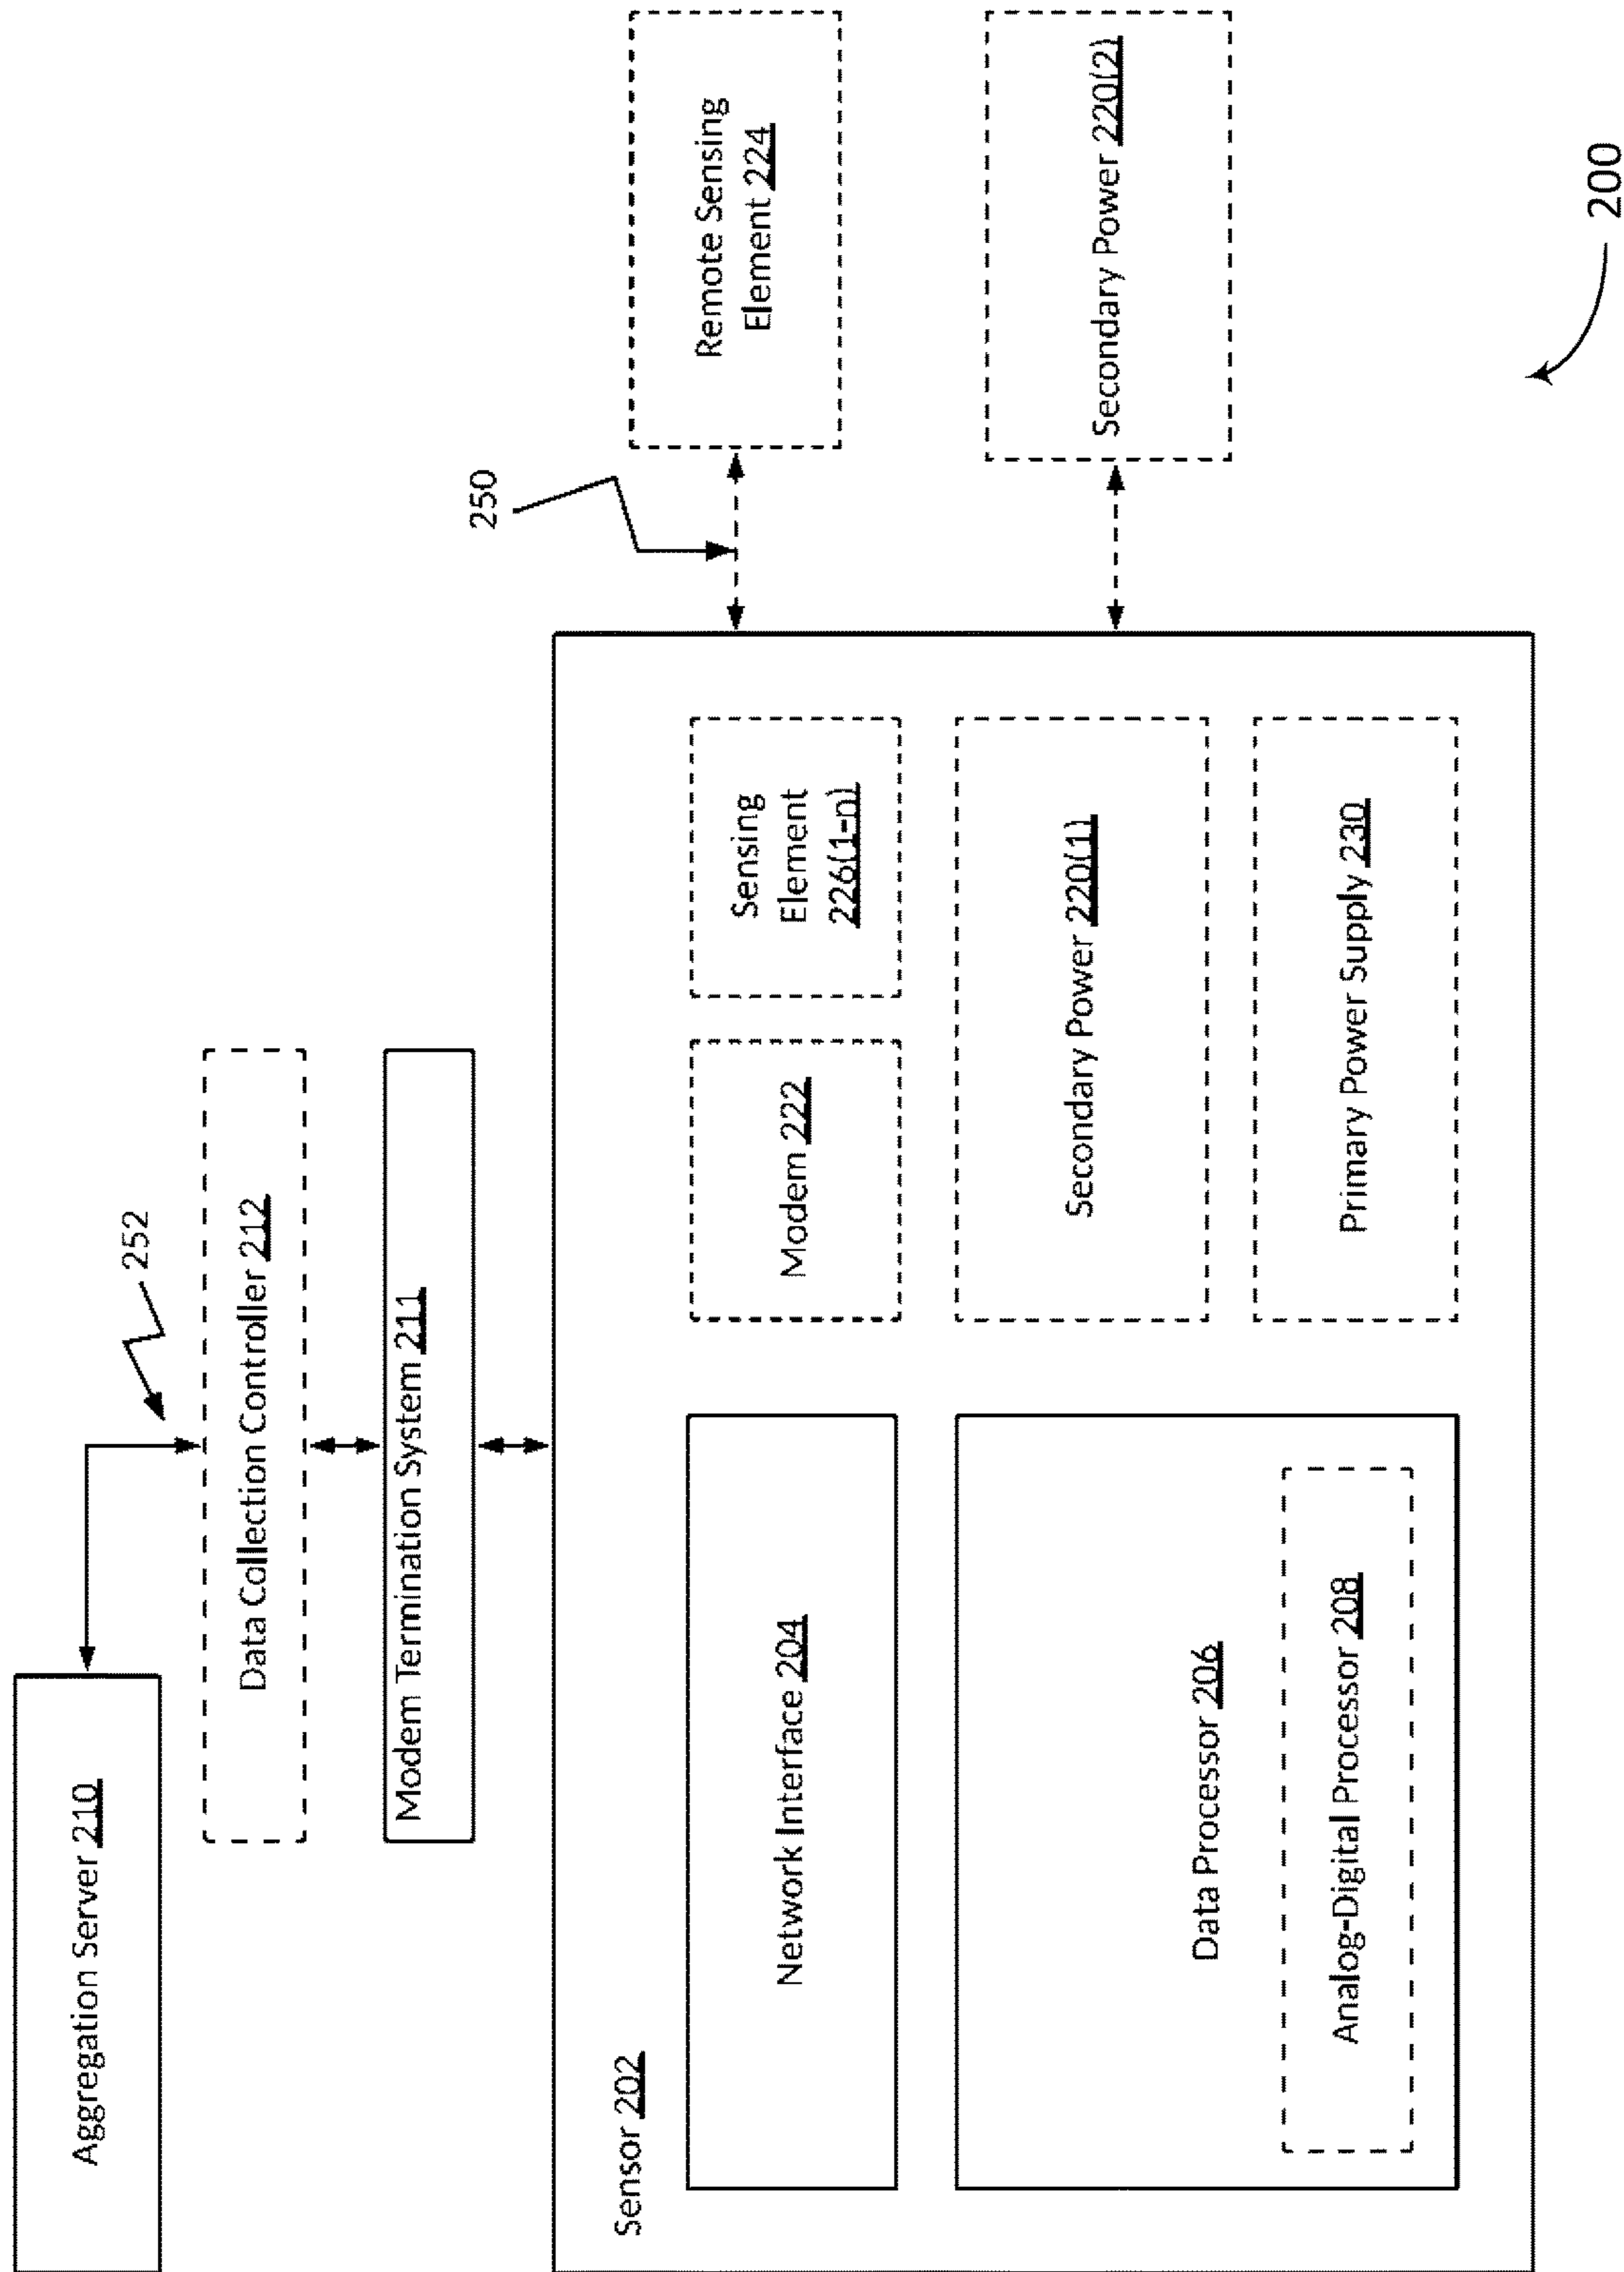 Aggregation Server 210
252
Data Collection Controller 212
Modem Termination System 211
250
Sensor 202
Network Interface 204
Modem 222
Sensing
Element
226(1-n)
Remote Sensing
Element 224
Data Processor 206
Analog-Digital Processor 208
Secondary Power 220(1)
Primary Power Supply 230
Secondary Power 220(2)
200